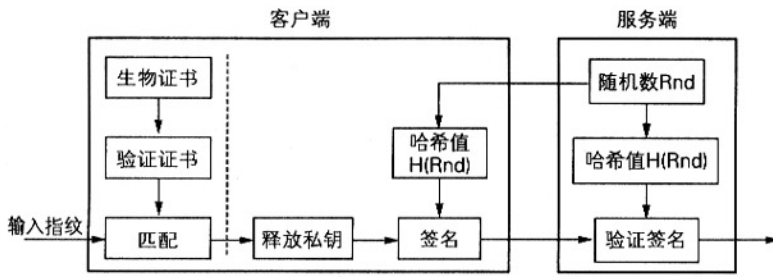 客户端
服务端
生物证书
随机数Rnd
验证证书
哈希值
H(Rnd)
哈希值H(Rnd)
输入指纹
匹配
释放私钥
签名
验证签名